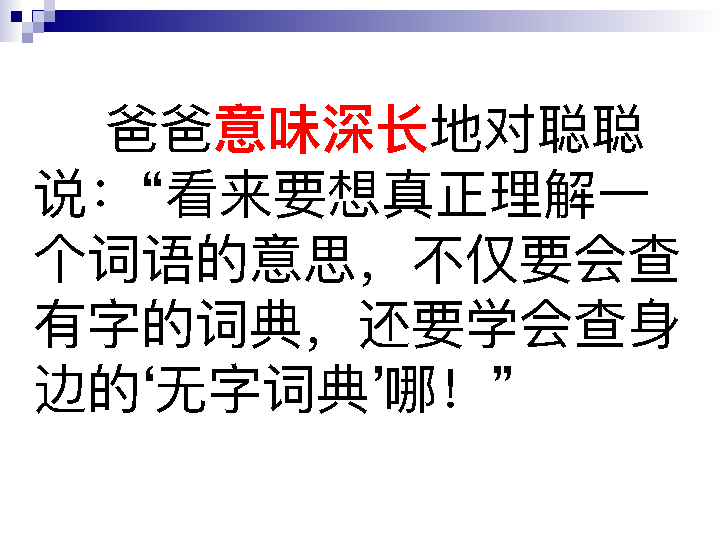 爸爸意味深长地对聪聪
说：“看来要想真正理解一
个词语的意思，不仅要会查
有字的词典，还要学会查身
边的‘无字词典’哪！”